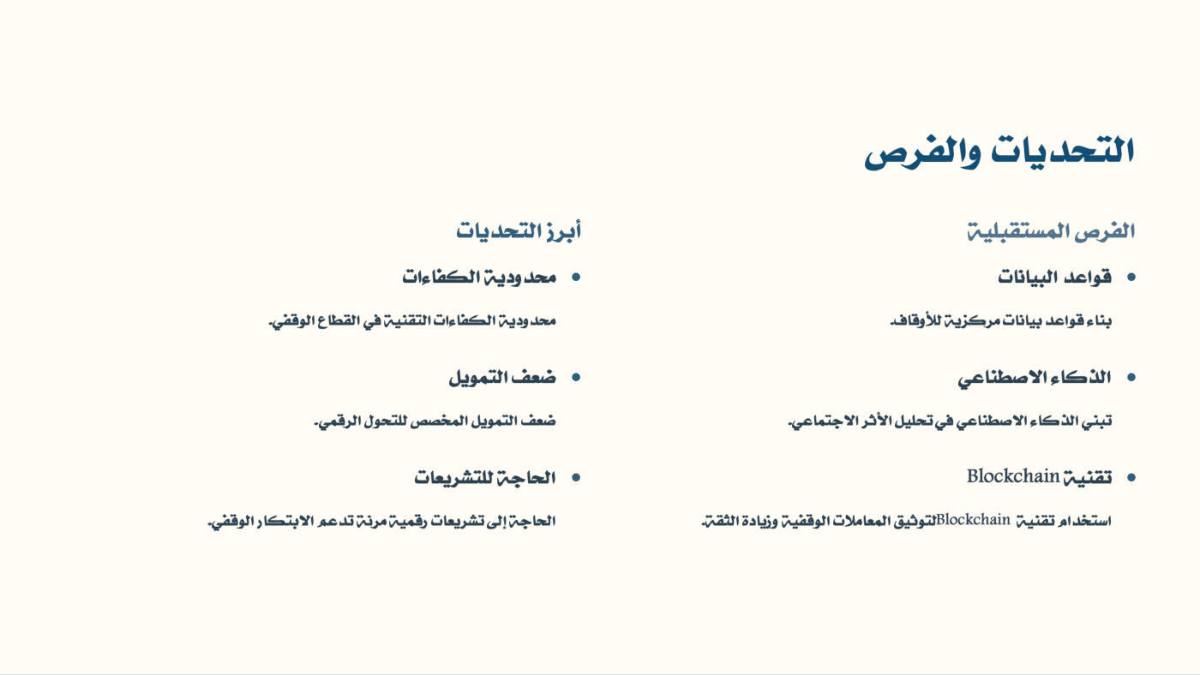 التحديات والفرص
الفرص المستقبلية
قواعد البيانات
بناء قواعد بيانات مركزية للأوقاف.
الذكاء الاصطناعي
تبني الذكاء الاصطناعي في تحليل الأثر الاجتماعي.
تقنية Blockchain
استخدام تقنية Blockchainلتوثيق المعاملات الوقفية وزيادة الثقة.
أبرز التحديات
محدودية الكفاءات
محدودية الكفاءات التقنية في القطاع الوقفي.
ضعف التمويل
ضعف التمويل المخصص للتحول الرقمي.
الحاجة للتشريعات
الحاجة إلى تشريعات رقمية مرنة تدعم الابتكار الوقفي.